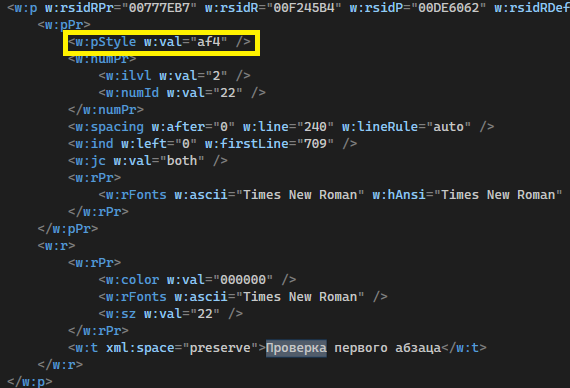 <w:p w:rsidRPr="00777EB7" w:rsidR="00F245B4" w:rsidP="00DE6062" w:rsidRDef
<w:pPr>
<w:pStyle w:val="af4" />
<w:numPr>
<w:ilvl w:val="2" />
<w:numId w:val="22" />
</w:numPr>
<w:spacing w:after="0" w:line="240" w:lineRule="auto" />
<w:ind w:left="0" w:firstLine="709" />
<w:jc w:val="both" />
<w:rPr>
<w:rFonts w:ascii="Times New Roman" w:hAnsi="Times New Roman"
</w:rPr>
</w:pPr>
<w:r>
<w:rPr>
<w:color w:val="000000" />
<w:rFonts w:ascii="Times New Roman" />
<w:sz w:val="22" />
</w:rPr>
<w:t xml:space="preserve">Проверка первого абзаца</w:t>
</w:r>
</w:p>